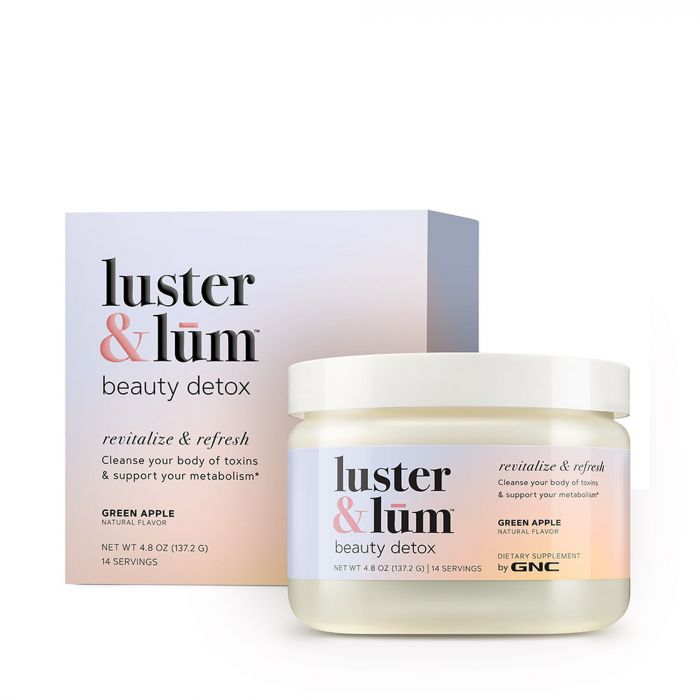 luster
&lūm™
beauty detox
revitalize & refresh
Cleanse your body of toxins
& support your metabolism*
GREEN APPLE
NATURAL FLAVOR
NET WT 4.8 OZ (137.2 G)
14 SERVINGS
luster
&lūm™
beauty detox
NET WT 4.8 OZ (137.2 G) | 14 SERVINGS
revitalize & refresh
Cleanse your body of toxins
& support your metabolism*
GREEN APPLE
NATURAL FLAVOR
DIETARY SUPPLEMENT
by GNC